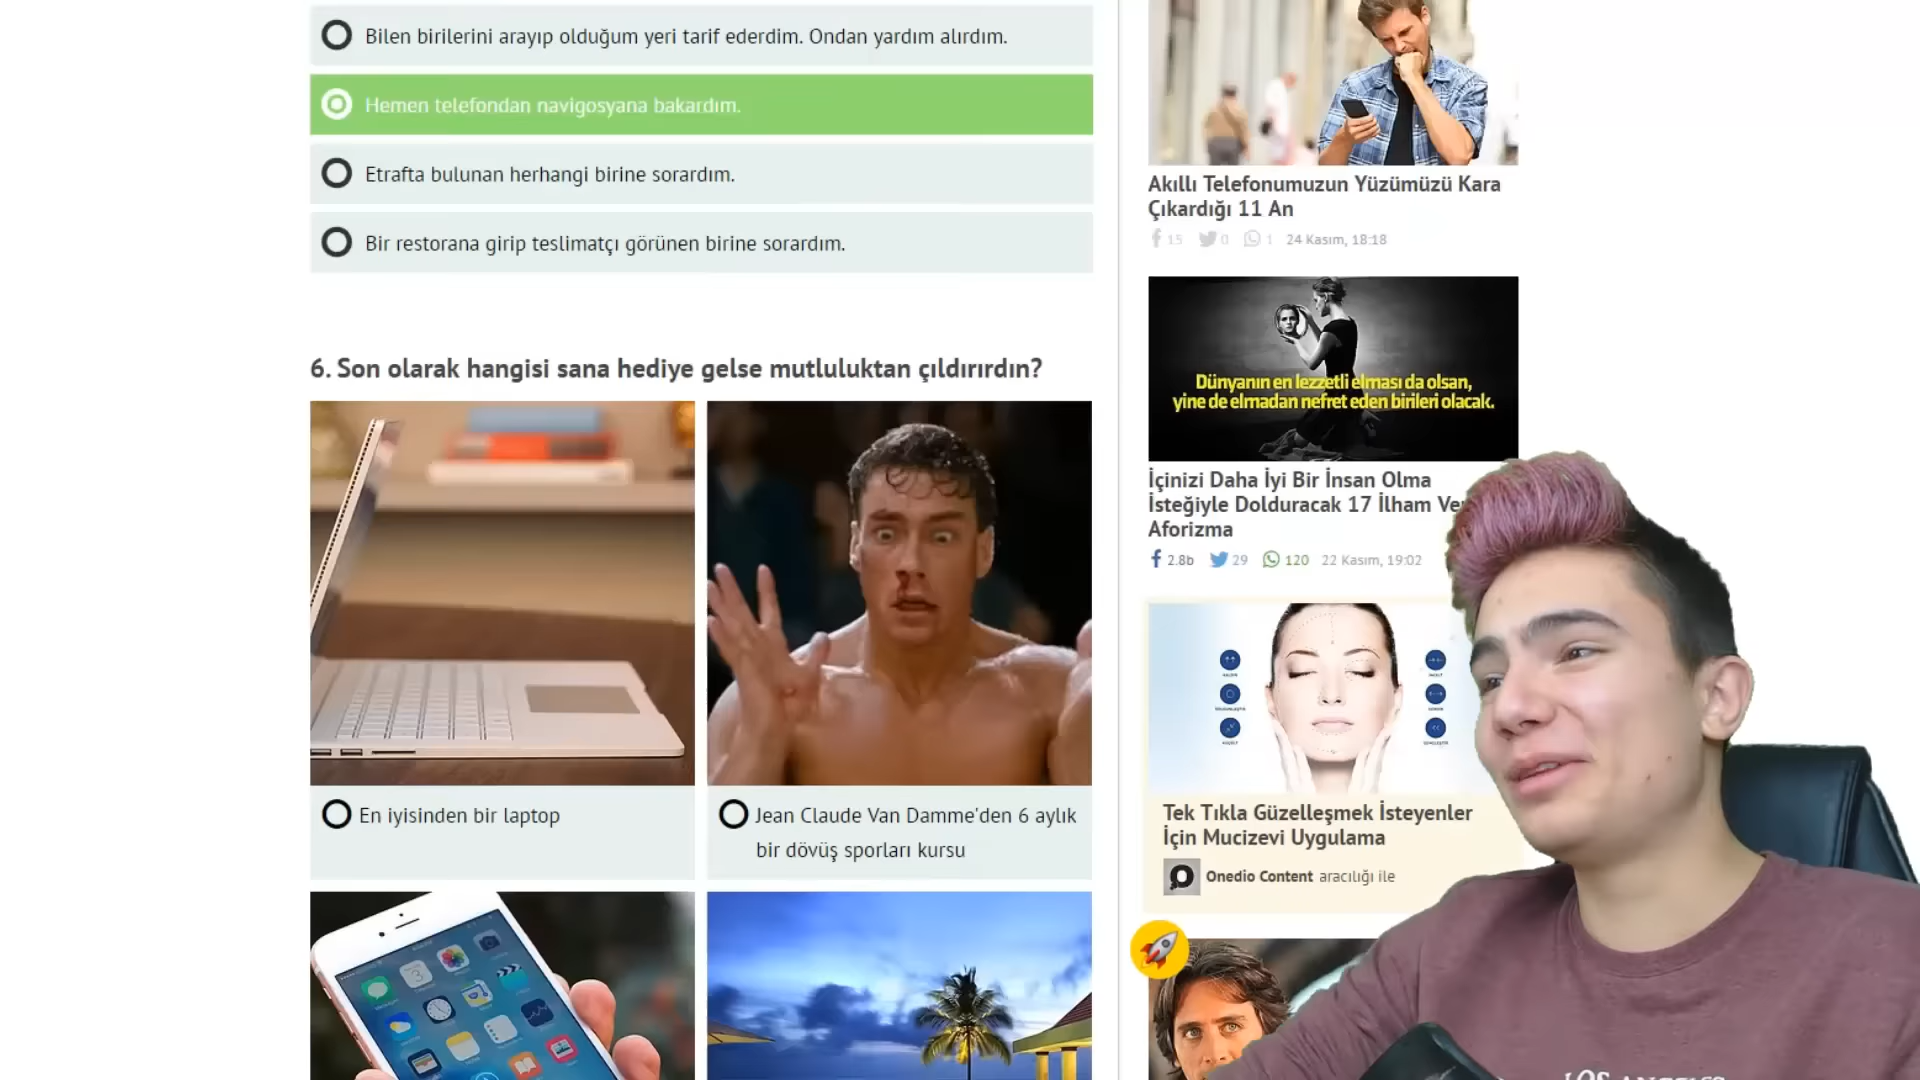 Bilen birilerini arayıp olduğum yeri tarif ederdim. Ondan yardım alırdım.
Hemen telefondan navigosyana bakardım.
Etrafta bulunan herhangi birine sorardım.
Bir restorana girip teslimatçı görünen birine sorardım.
6. Son olarak hangisi sana hediye gelse mutluluktan çıldırırdın?
En iyisinden bir laptop
Jean Claude Van Damme'den 6 aylık
bir dövüş sporları kursu
Akıllı Telefonumuzun Yüzümüzü Kara
Çıkardığı 11 An
15 0 1 24 Kasım, 18:18
Dünyanın en lezzetli elması da olsan,
yine de elmadan nefret eden birileri olacak.
İçinizi Daha İyi Bir İnsan Olma
İsteğiyle Dolduracak 17 İlham Ve
Aforizma
2.8b 29 120 22 Kasım, 19:02
Tek Tıkla Güzelleşmek İsteyenler
İçin Mucizevi Uygulama
Onedio Content aracılığı ile
LOS ANGELES